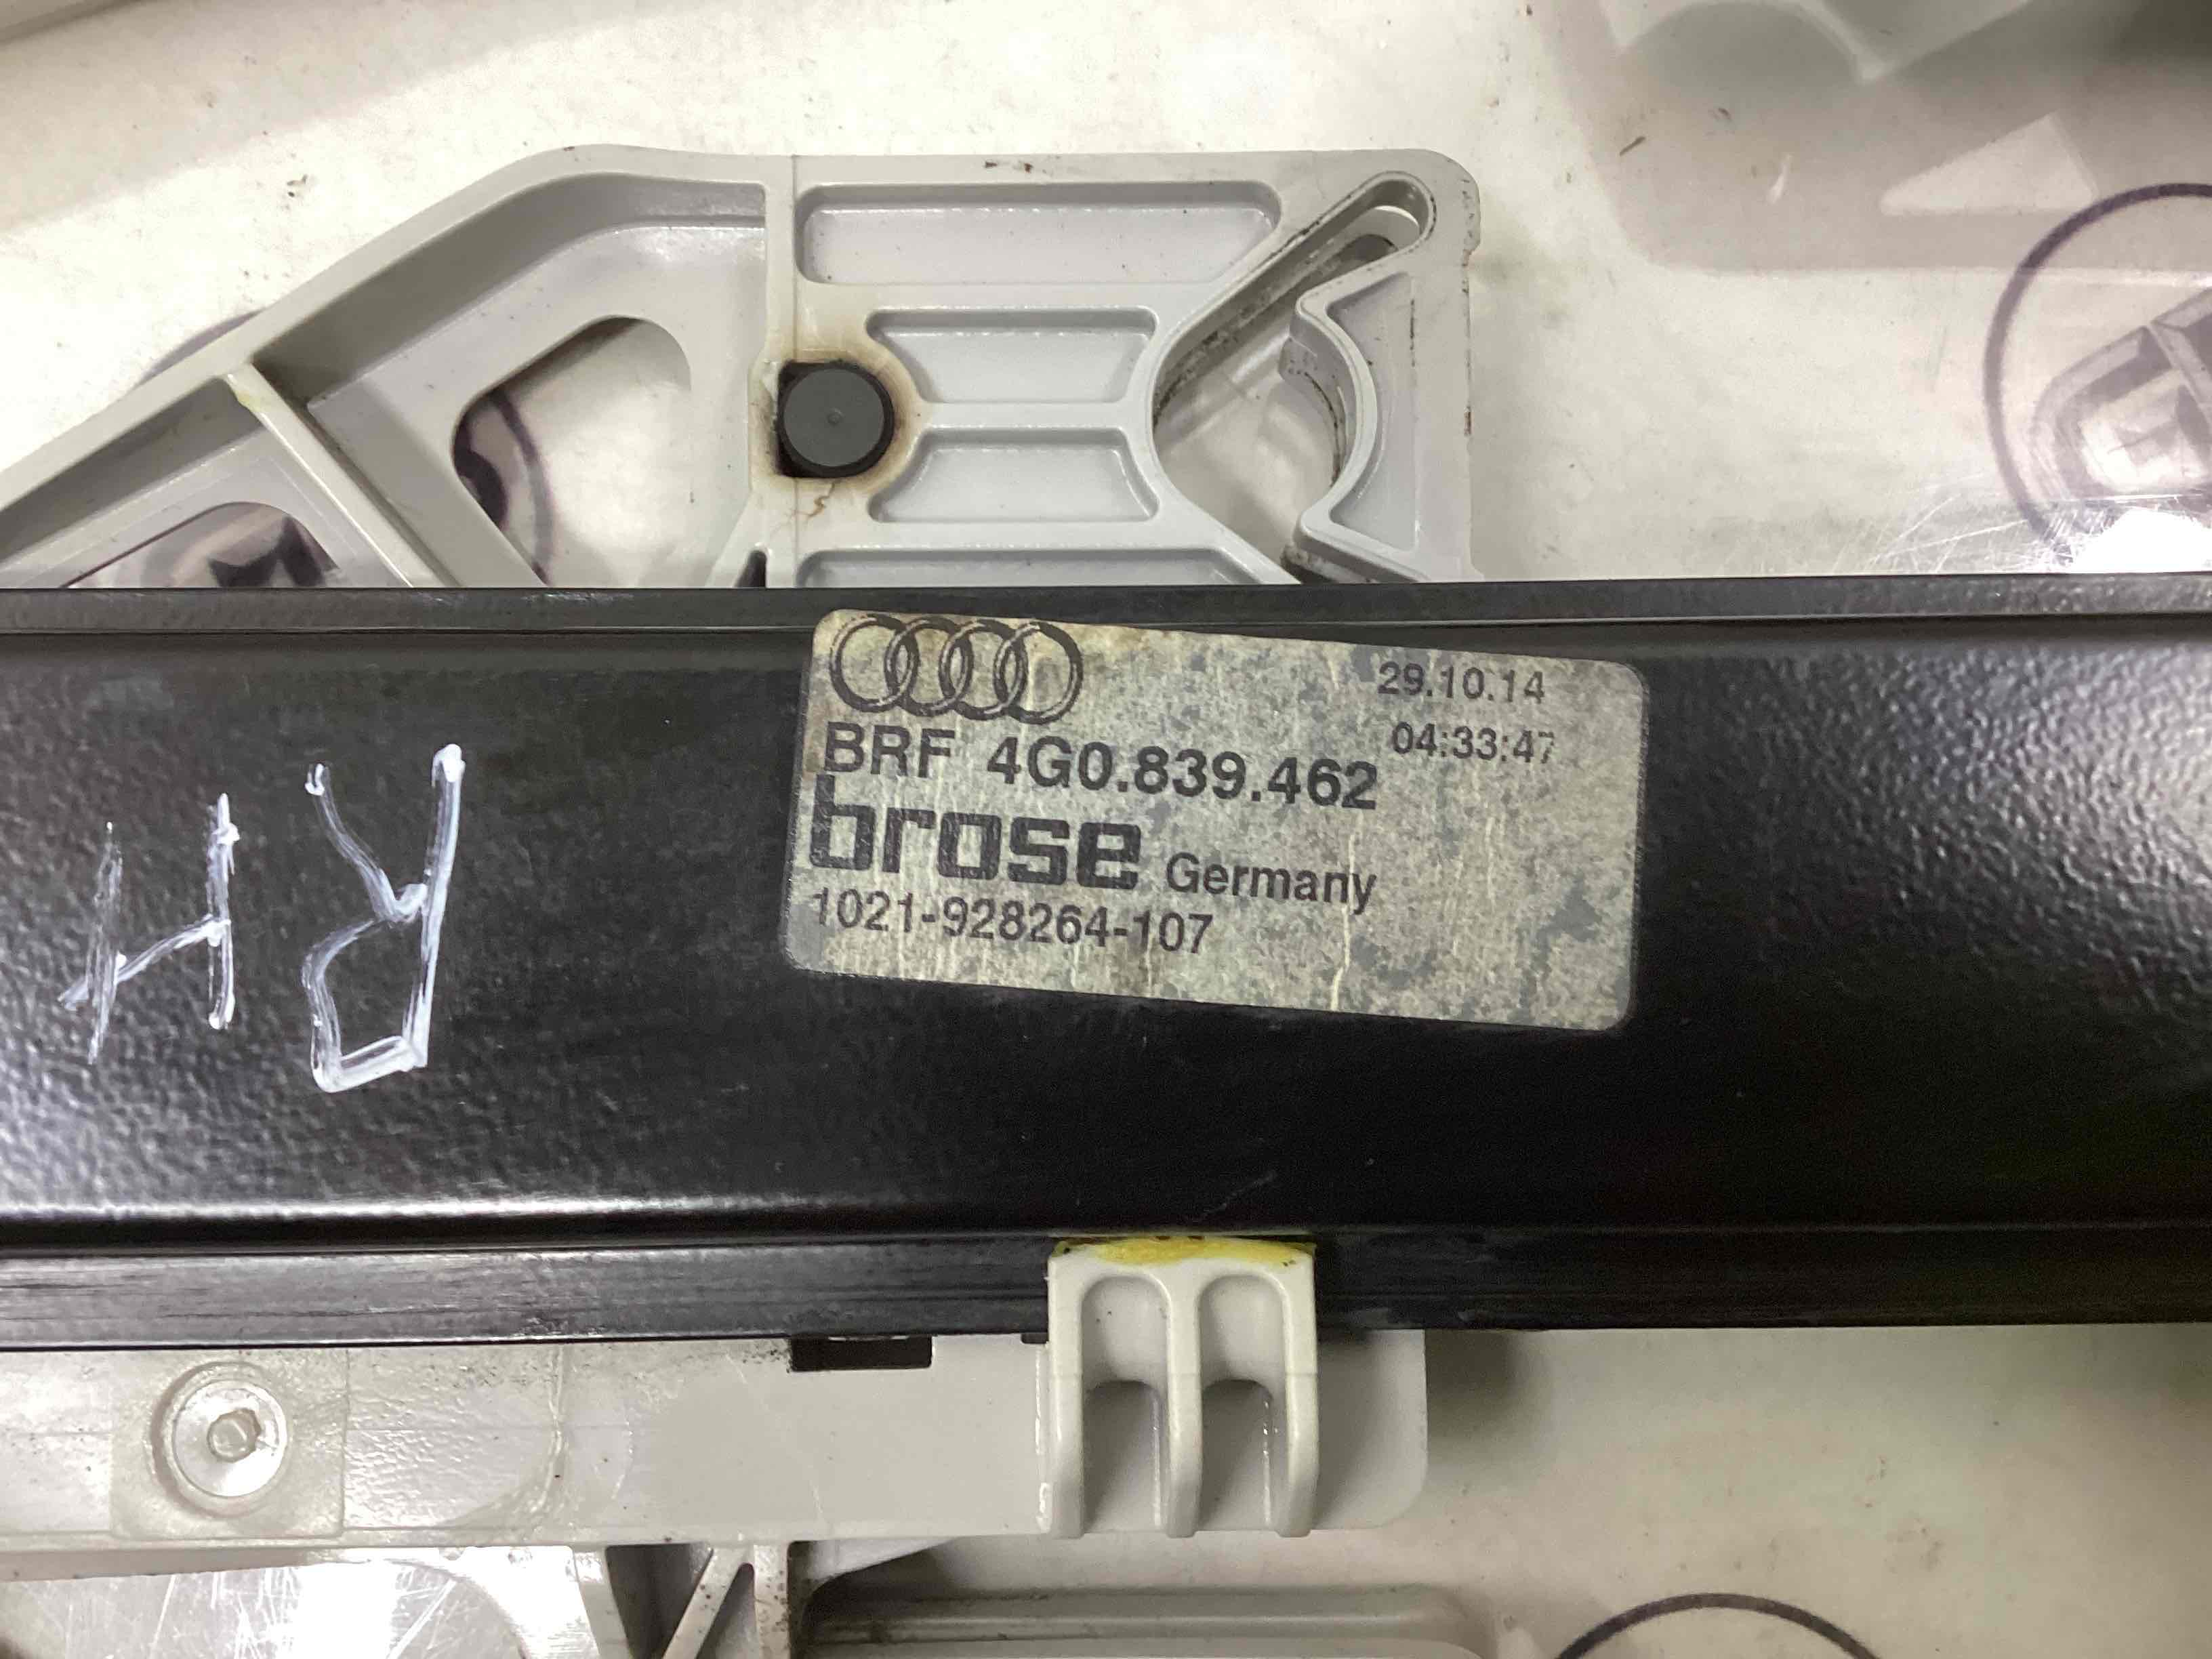 29.10.14
04:33:47
BRF 4G0.839.462
brose Germany
1021-928264-107
RH